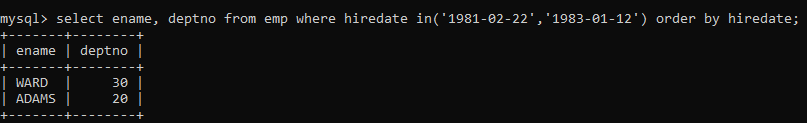 mysql> select ename, deptno from emp where hiredate in('1981-02-22','1983-01-12') order by hiredate;
+-------+--------+
| ename | deptno |
+-------+--------+
| WARD  |     30 |
| ADAMS |     20 |
+-------+--------+